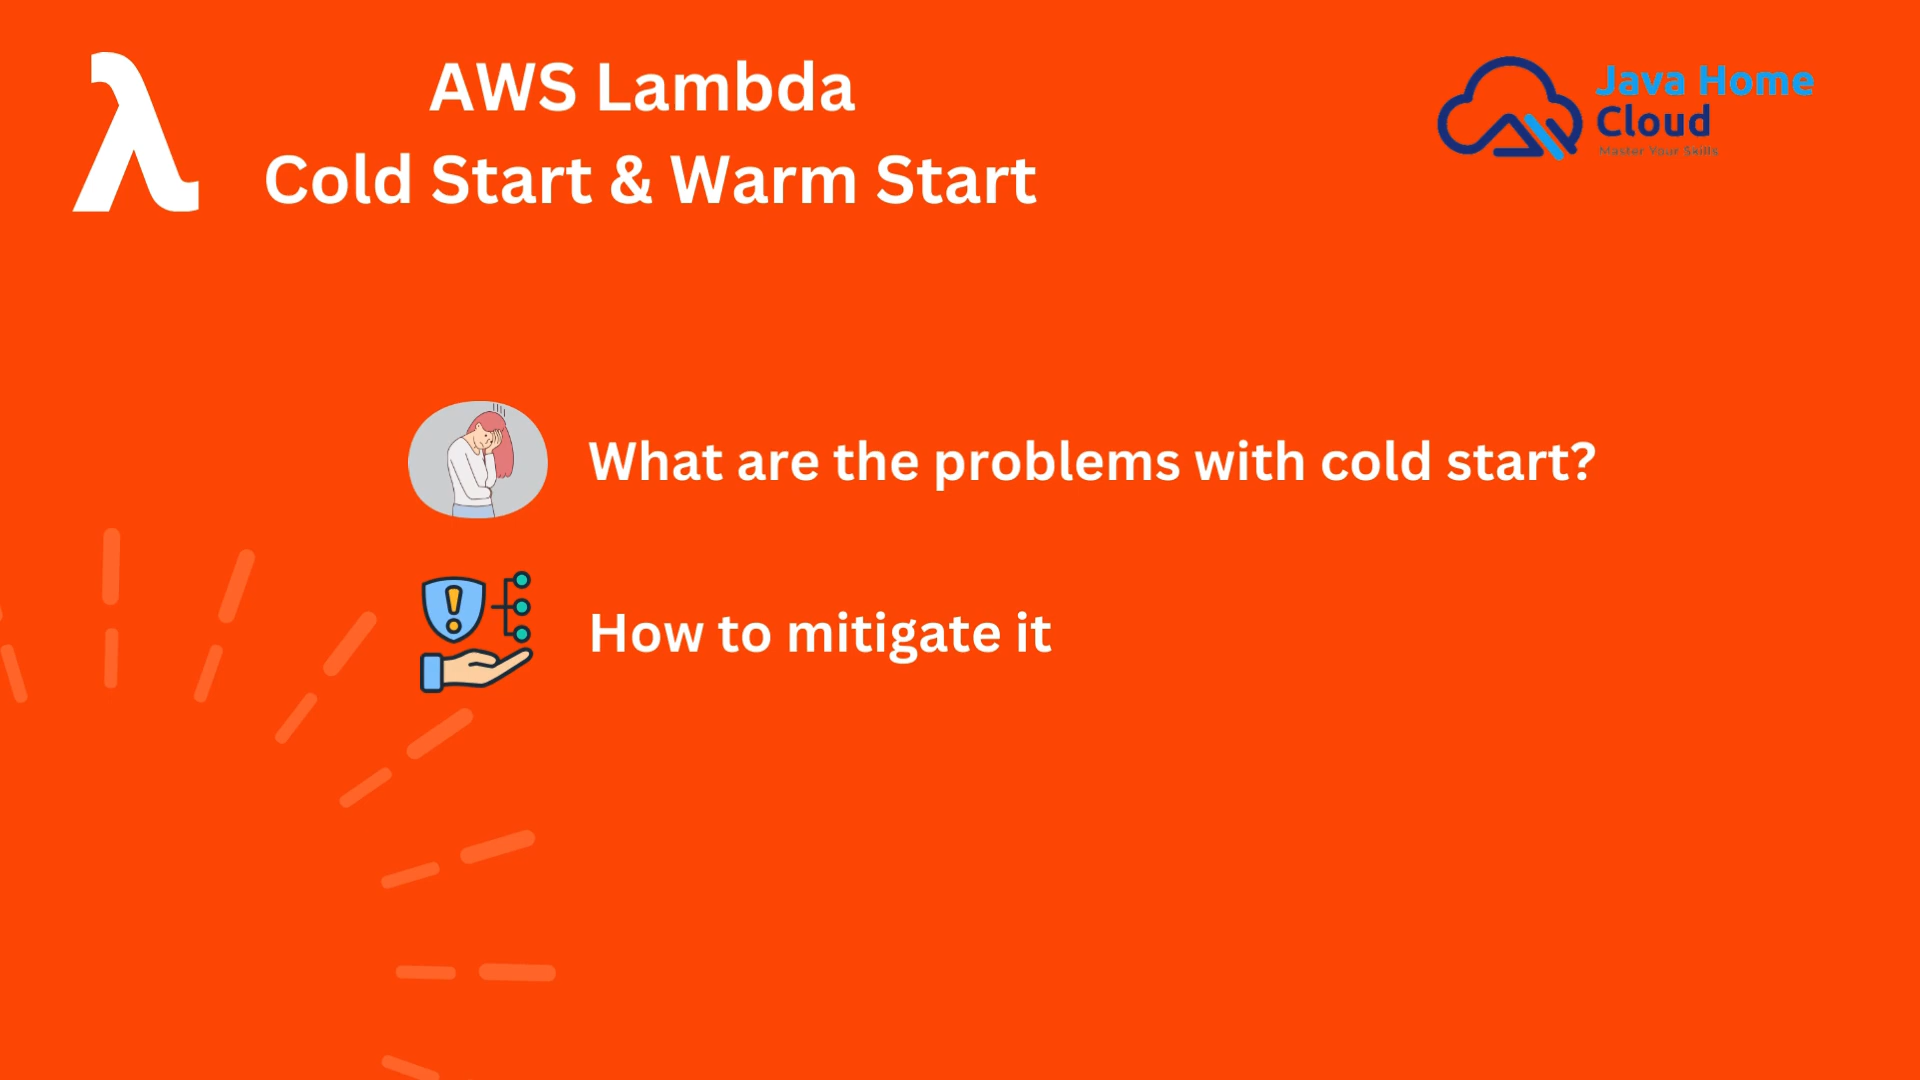 AWS Lambda
Cold Start & Warm Start
Java Home
Cloud
Master Your Skills
What are the problems with cold start?
How to mitigate it